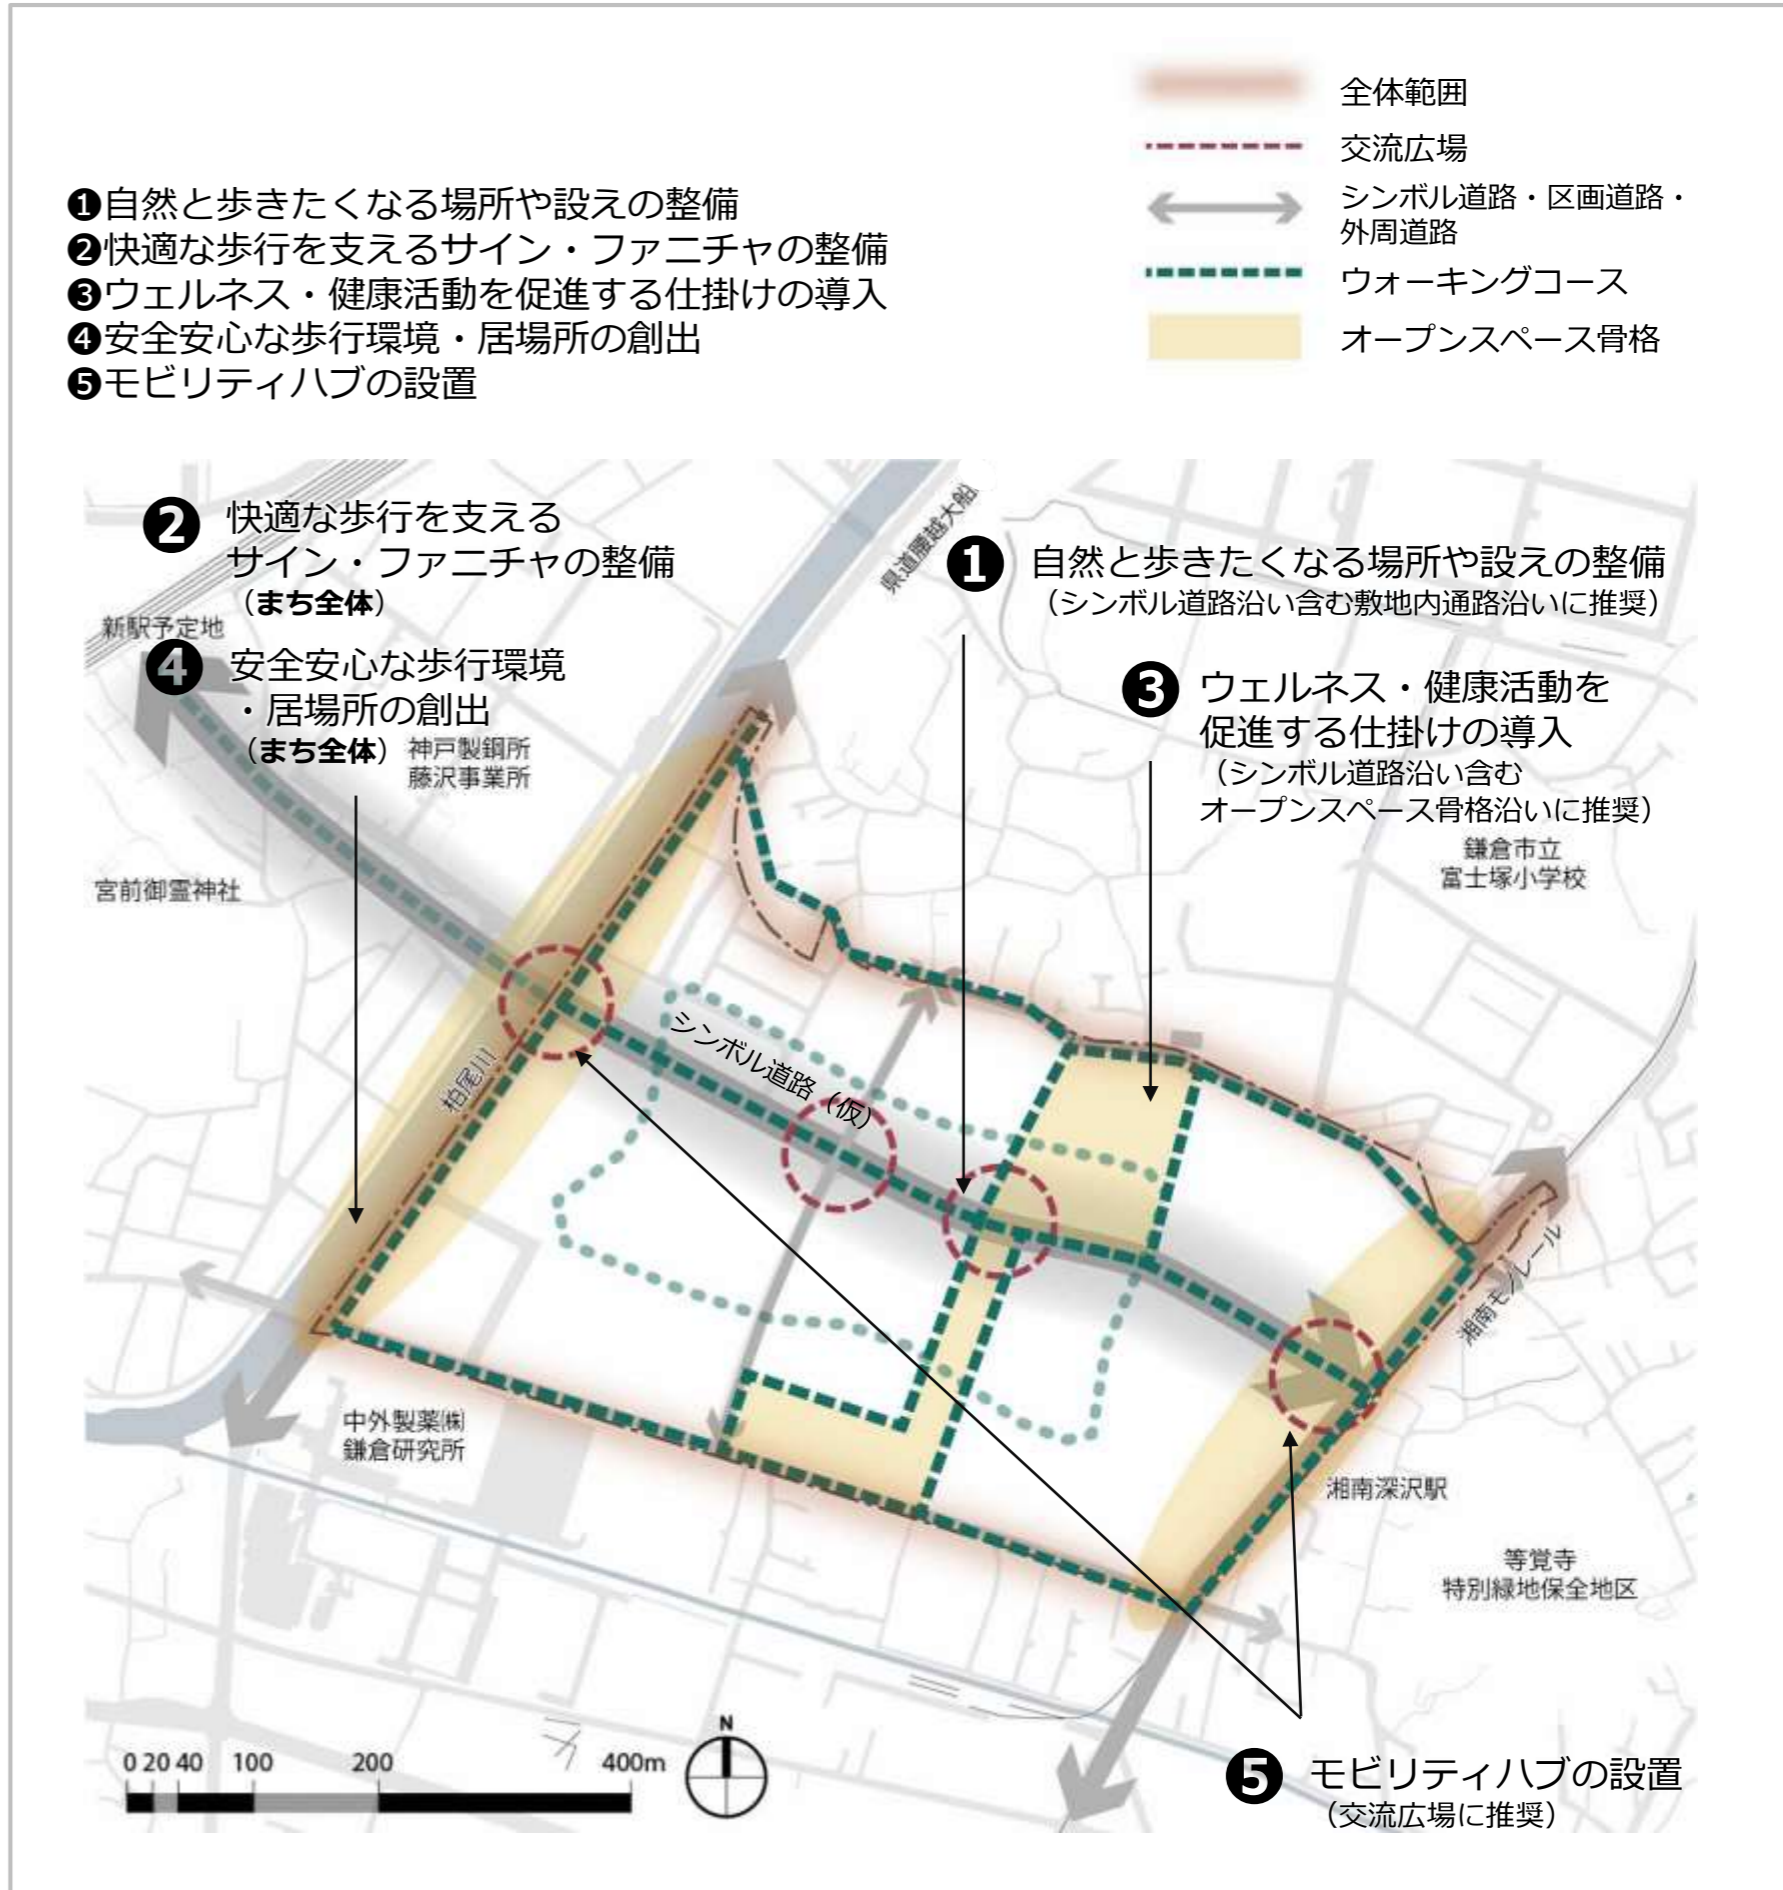 全体範囲
交流広場
シンボル道路・区画道路・
外周道路
ウォーキングコース
オープンスペース骨格
❶自然と歩きたくなる場所や設えの整備
❷快適な歩行を支えるサイン・ファニチャの整備
❸ウェルネス・健康活動を促進する仕掛けの導入
❹安全安心な歩行環境・居場所の創出
❺モビリティハブの設置
❷ 快適な歩行を支える
サイン・ファニチャの整備
（まち全体）
新駅予定地
❹ 安全安心な歩行環境
・居場所の創出
（まち全体）
神戸製鋼所
藤沢事業所
県道腰越大船
❶ 自然と歩きたくなる場所や設えの整備
（シンボル道路沿い含む敷地内通路沿いに推奨）
❸ ウェルネス・健康活動を
促進する仕掛けの導入
（シンボル道路沿い含む
オープンスペース骨格沿いに推奨）
鎌倉市立
富士塚小学校
宮前御霊神社
柏尾川
シンボル道路（仮）
湘南モノレール
中外製薬㈱
鎌倉研究所
湘南深沢駅
等覚寺
特別緑地保全地区
0 20 40 100 200 400m
N
❺ モビリティハブの設置
（交流広場に推奨）